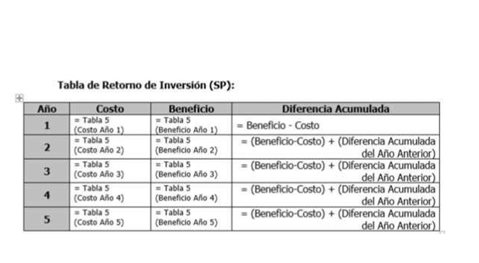 Tabla de Retorno de Inversión (SP):
Año Costo Beneficio Diferencia Acumulada
1 = Tabla 5 (Costo Año 1) = Tabla 5 (Beneficio Año 1) = Beneficio - Costo
2 = Tabla 5 (Costo Año 2) = Tabla 5 (Beneficio Año 2) = (Beneficio-Costo) + (Diferencia Acumulada del Año Anterior)
3 = Tabla 5 (Costo Año 3) = Tabla 5 (Beneficio Año 3) = (Beneficio-Costo) + (Diferencia Acumulada del Año Anterior)
4 = Tabla 5 (Costo Año 4) = Tabla 5 (Beneficio Año 4) = (Beneficio-Costo) + (Diferencia Acumulada del Año Anterior)
5 = Tabla 5 (Costo Año 5) = Tabla 5 (Beneficio Año 5) = (Beneficio-Costo) + (Diferencia Acumulada del Año Anterior)